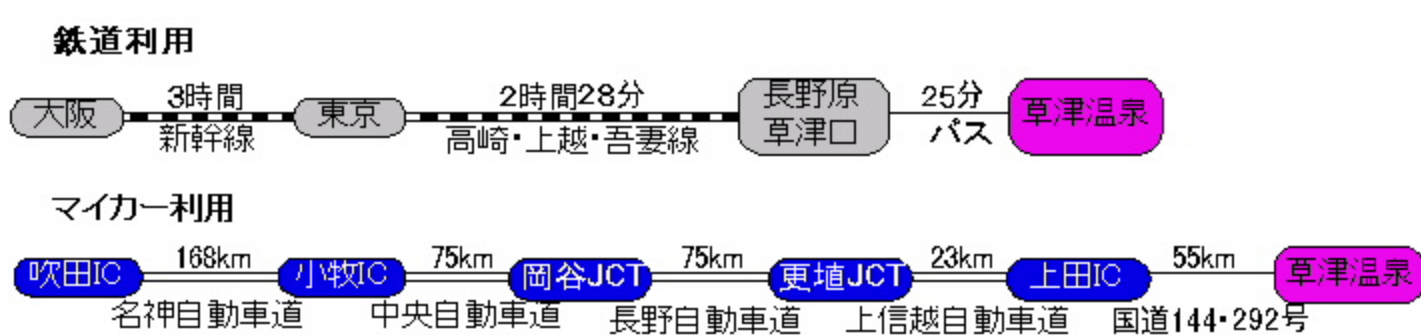 鉄道利用
大阪 3時間 新幹線 東京 2時間28分 高崎・上越・吾妻線 長野原 草津口 25分 バス 草津温泉
マイカー利用
吹田IC 168km 名神自動車道 小牧IC 75km 中央自動車道 岡谷JCT 75km 長野自動車道 更埴JCT 23km 上信越自動車道 上田IC 55km 国道144・292号 草津温泉